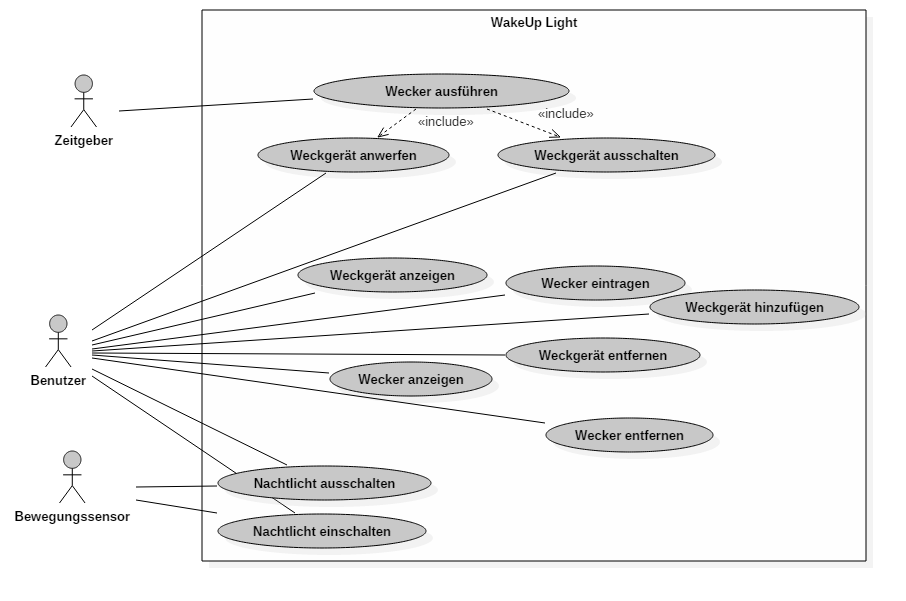 WakeUp Light
Wecker ausführen
«include»
«include»
Zeitgeber
Weckgerät anwerfen
Weckgerät ausschalten
Weckgerät anzeigen
Wecker eintragen
Weckgerät hinzufügen
Weckgerät entfernen
Benutzer
Wecker anzeigen
Wecker entfernen
Nachtlicht ausschalten
Bewegungssensor
Nachtlicht einschalten